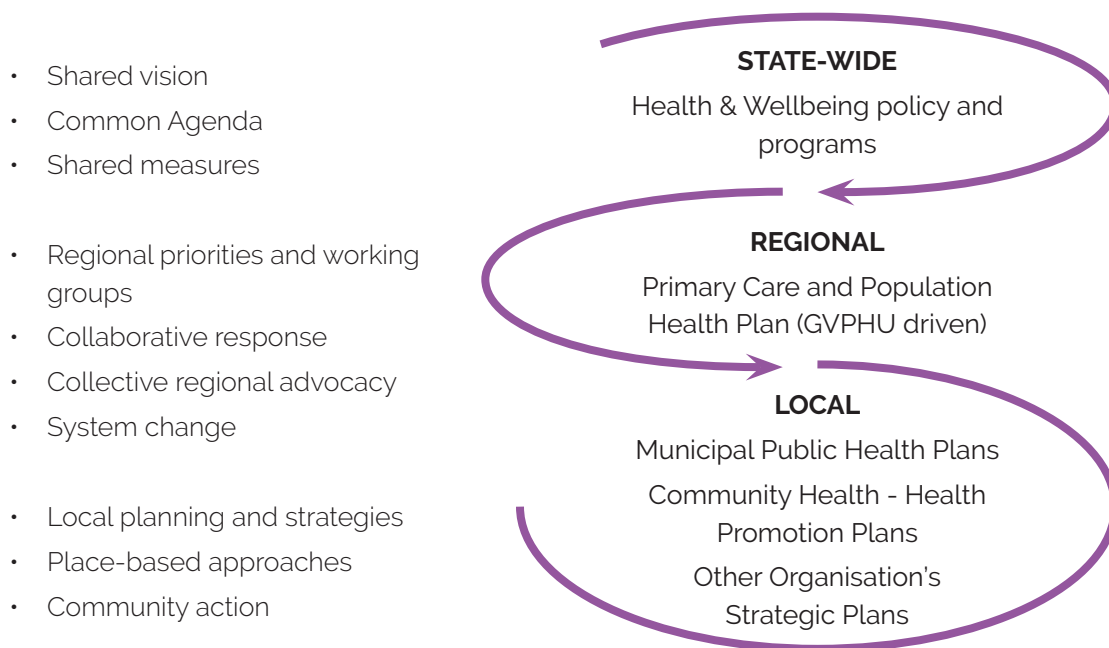 • Shared vision
• Common Agenda
• Shared measures
STATE-WIDE
Health & Wellbeing policy and
programs
• Regional priorities and working
groups
• Collaborative response
• Collective regional advocacy
• System change
REGIONAL
Primary Care and Population
Health Plan (GVPHU driven)
• Local planning and strategies
• Place-based approaches
• Community action
LOCAL
Municipal Public Health Plans
Community Health - Health
Promotion Plans
Other Organisation’s
Strategic Plans